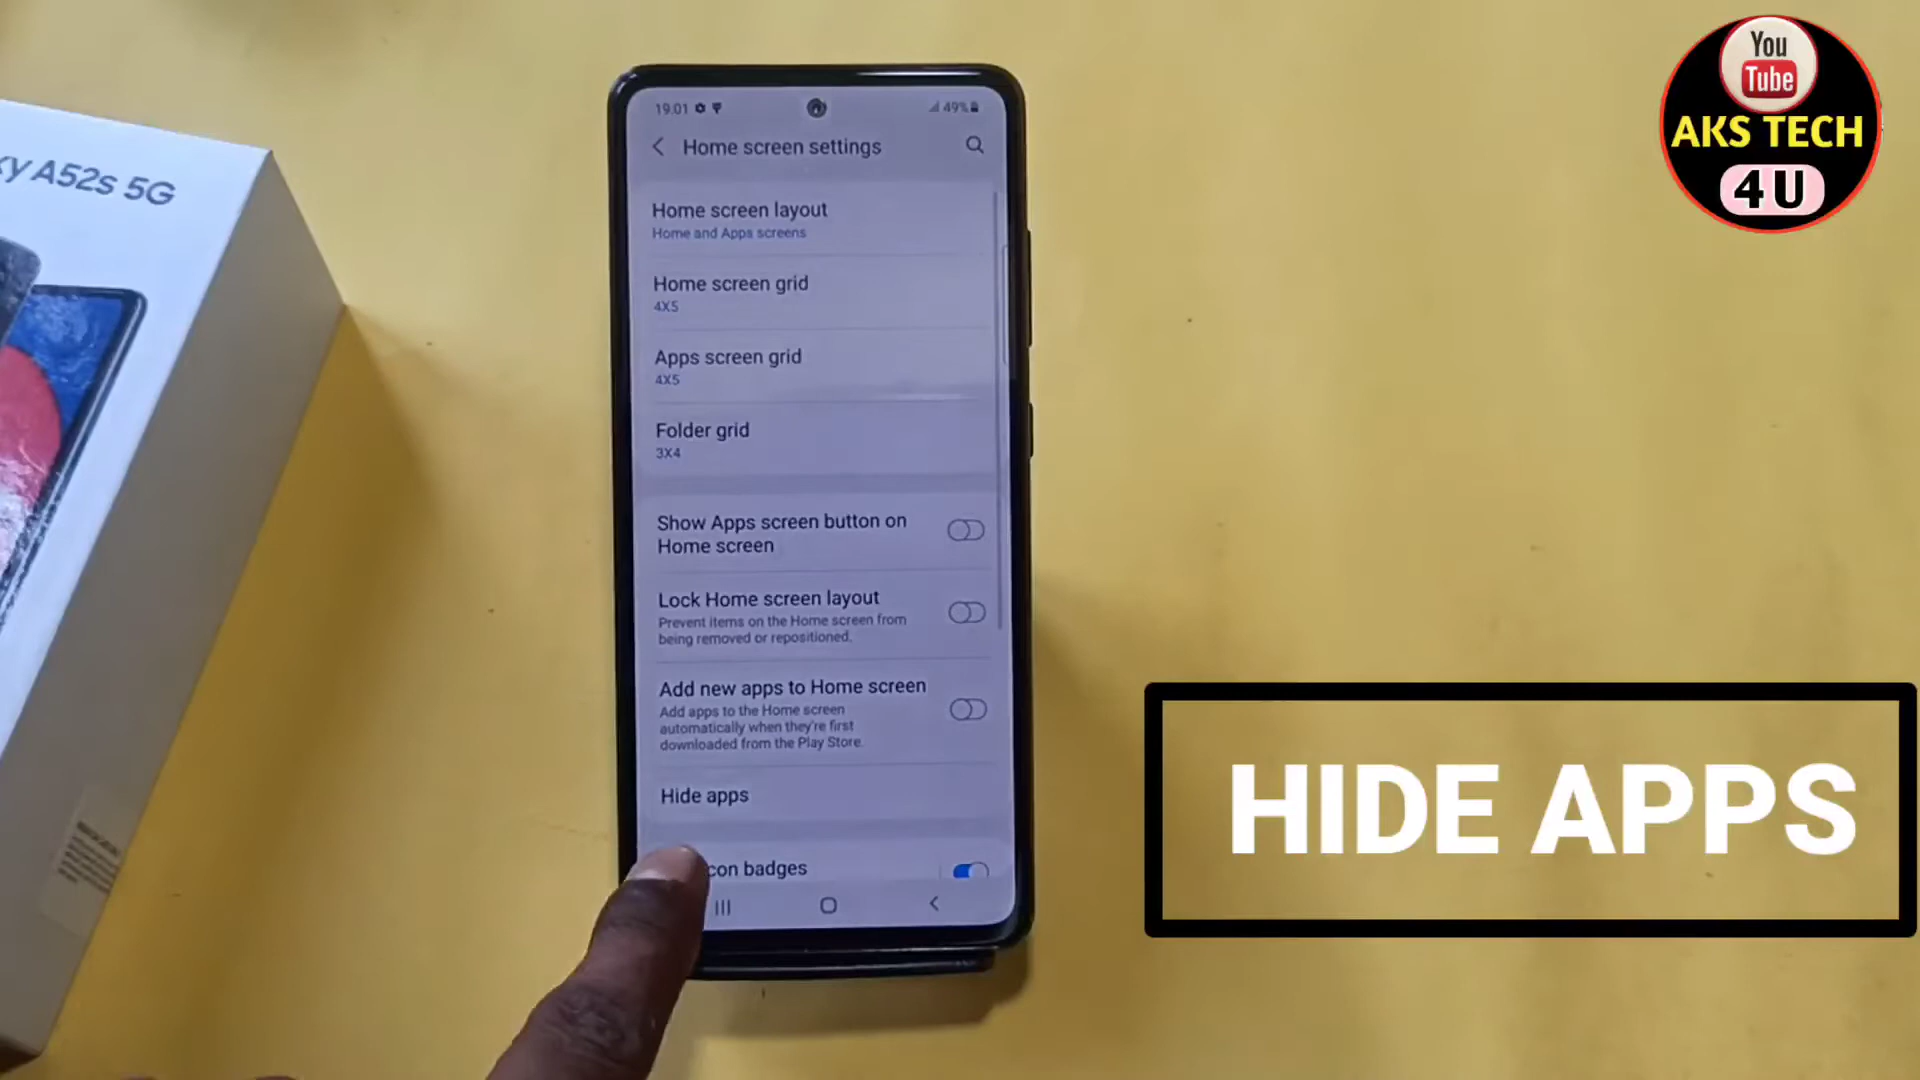 You
Tube
AKS TECH
4U
ky A52s 5G
19:01
49%
Home screen settings
Home screen layout
Home and Apps screens
Home screen grid
4X5
Apps screen grid
4X5
Folder grid
3X4
Show Apps screen button on
Home screen
Lock Home screen layout
Prevent items on the Home screen from
being removed or repositioned.
Add new apps to Home screen
Add apps to the Home screen
automatically when they're first
downloaded from the Play Store.
Hide apps
con badges
HIDE APPS